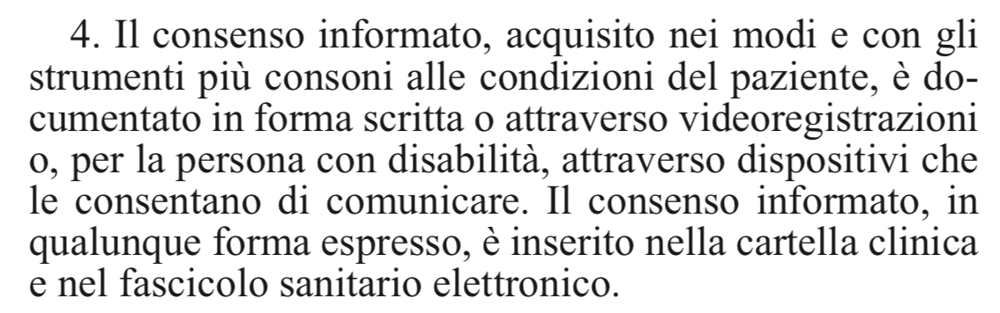 4. Il consenso informato, acquisito nei modi e con gli
strumenti più consoni alle condizioni del paziente, è do-
cumentato in forma scritta o attraverso videoregistrazioni
o, per la persona con disabilità, attraverso dispositivi che
le consentano di comunicare. Il consenso informato, in
qualunque forma espresso, è inserito nella cartella clinica
e nel fascicolo sanitario elettronico.